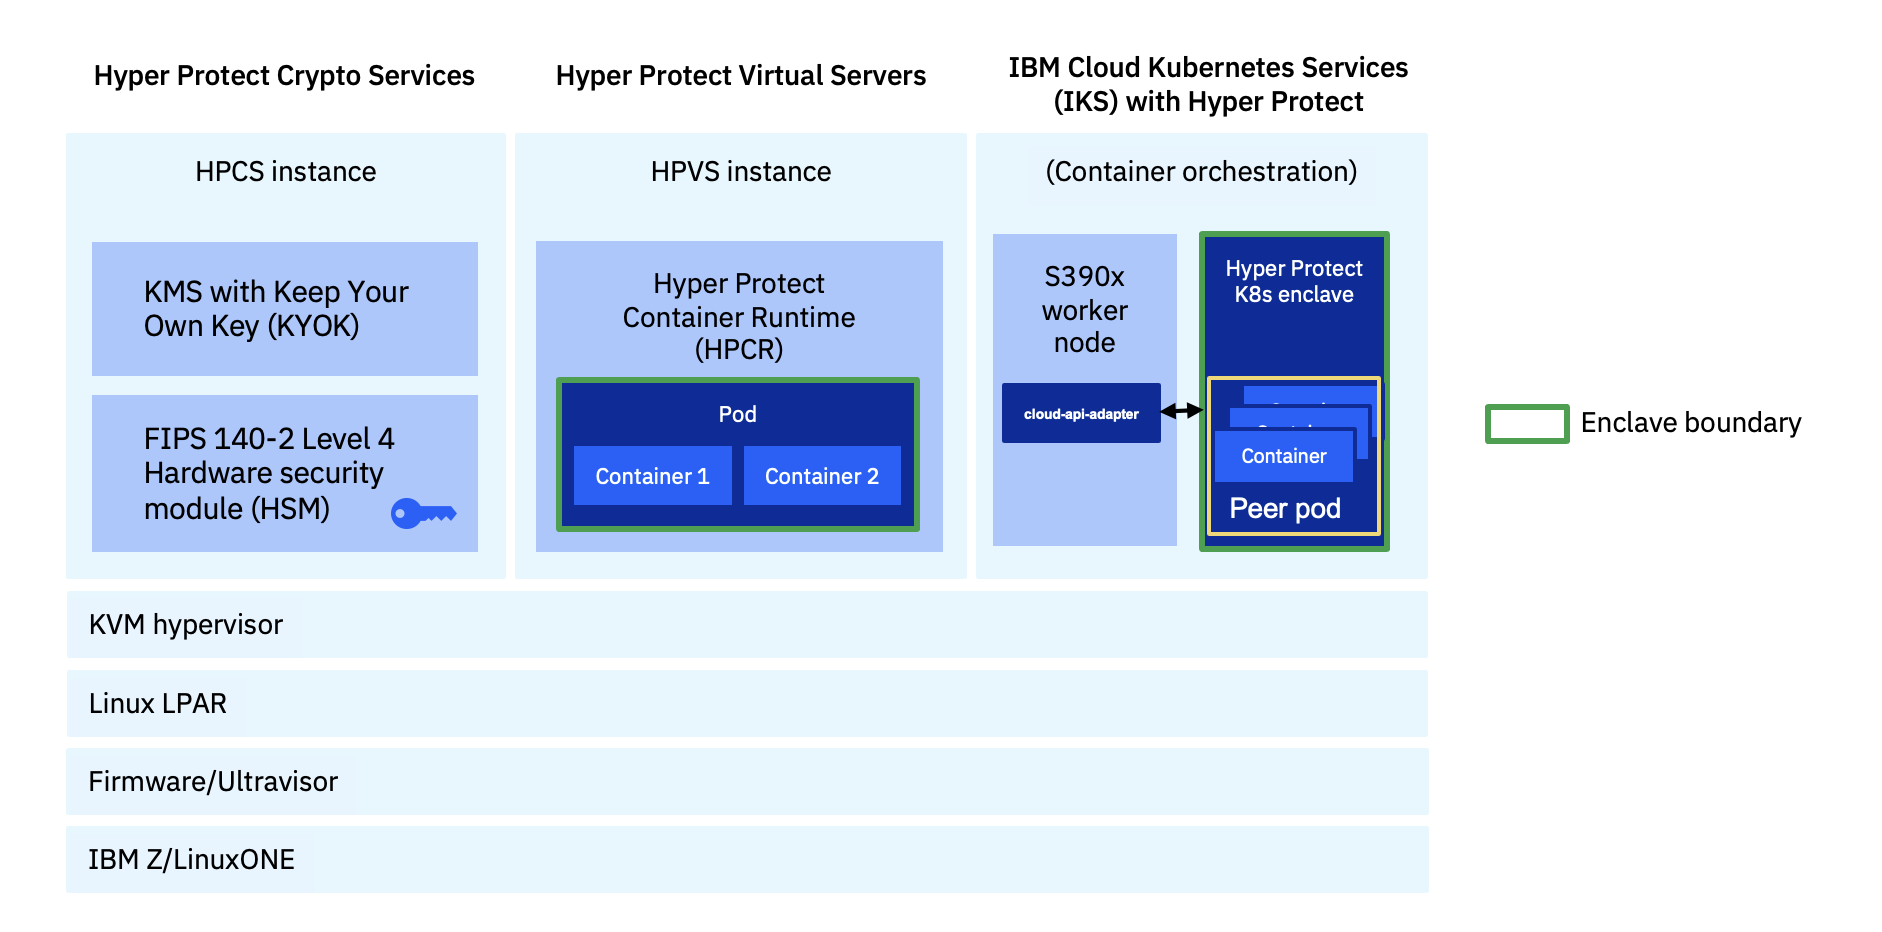 Hyper Protect Crypto Services
Hyper Protect Virtual Servers
IBM Cloud Kubernetes Services
(IKS) with Hyper Protect
HPCS instance
KMS with Keep Your
Own Key (KYOK)
FIPS 140-2 Level 4
Hardware security
module (HSM)
HPVS instance
Hyper Protect
Container Runtime
(HPCR)
Pod
Container 1
Container 2
(Container orchestration)
S390x
worker
node
cloud-api-adapter
Hyper Protect
K8s enclave
Container
Peer pod
Enclave boundary
KVM hypervisor
Linux LPAR
Firmware/Ultravisor
IBM Z/LinuxONE